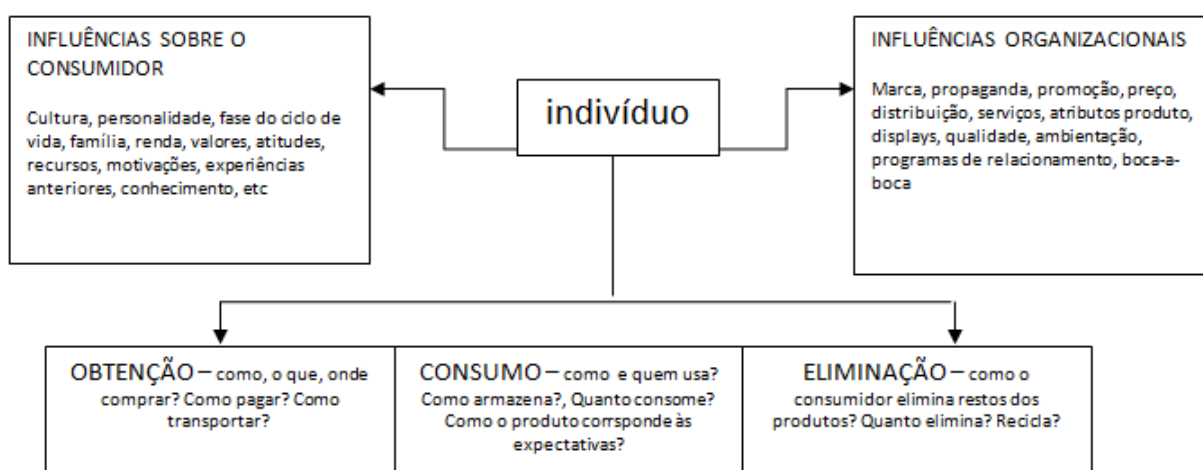 INFLUÊNCIAS SOBRE O
CONSUMIDOR
Cultura, personalidade, fase do ciclo de
vida, família, renda, valores, atitudes,
recursos, motivações, experiências
anteriores, conhecimento, etc
indivíduo
INFLUÊNCIAS ORGANIZACIONAIS
Marca, propaganda, promoção, preço,
distribuição, serviços, atributos produto,
displays, qualidade, ambientação,
programas de relacionamento, boca-a-
boca
OBTENÇÃO – como, o que, onde
comprar? Como pagar? Como
transportar?
CONSUMO – como e quem usa?
Como armazena?, Quanto consome?
Como o produto corrsponde às
expectativas?
ELIMINAÇÃO – como o
consumidor elimina restos dos
produtos? Quanto elimina? Recicla?